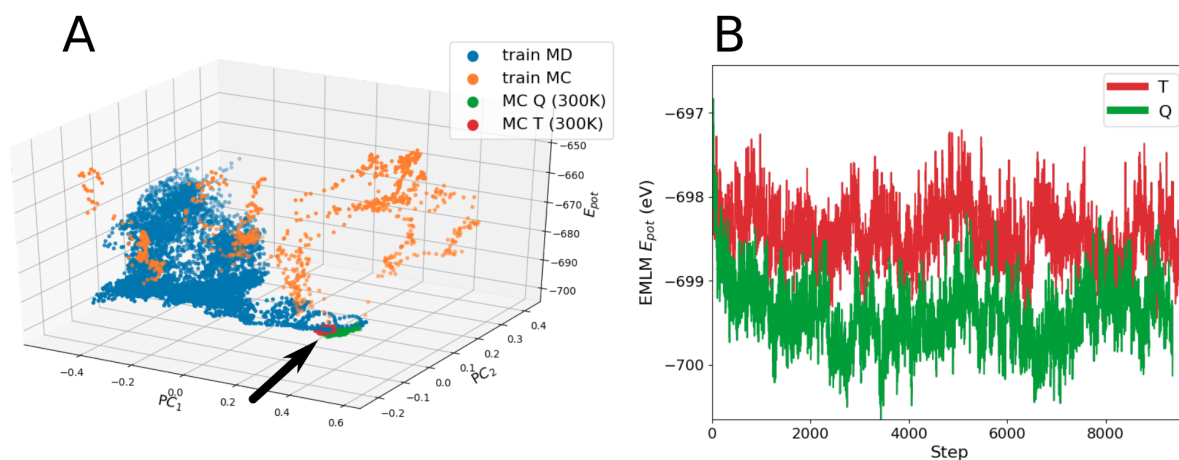 A
train MD
train MC
MC Q (300K)
MC T (300K)
−650
−660
−670
−680
−690
−700
E_pot
−0.4
−0.2
0.0
0.2
0.4
0.6
PC_1
−0.2
−0.1
0.0
0.1
0.2
0.3
0.4
PC_2
B
T
Q
−697
−698
−699
−700
EMLM E_pot (eV)
0
2000
4000
6000
8000
Step